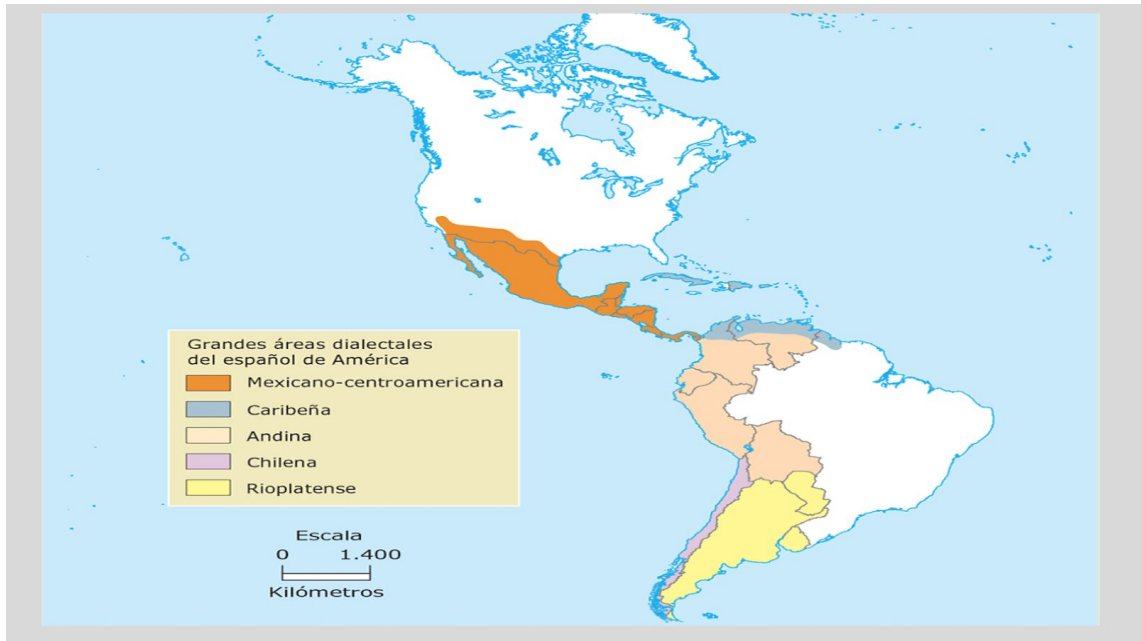 Grandes áreas dialectales
del español de América
Mexicano-centroamericana
Caribeña
Andina
Chilena
Rioplatense
Escala
0 1.400
Kilómetros